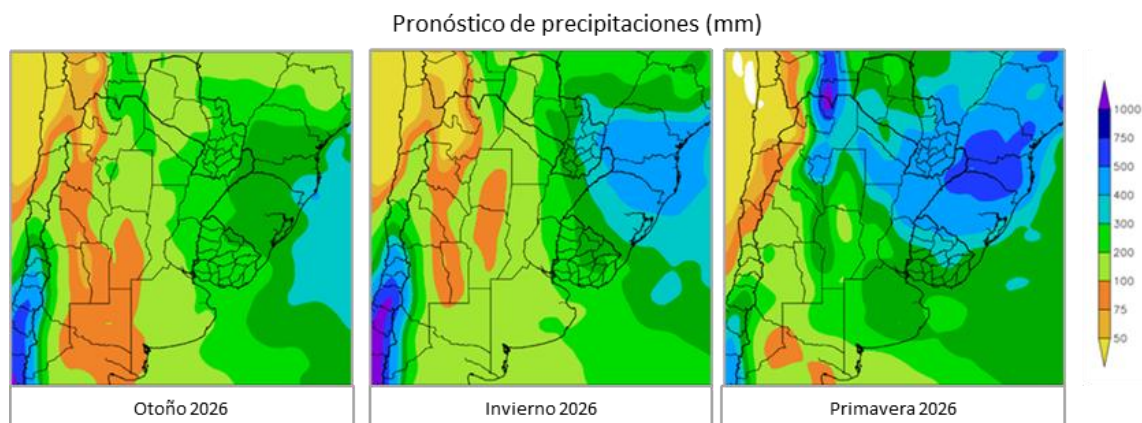 Pronóstico de precipitaciones (mm)
1000
750
500
400
300
200
100
75
50
Otoño 2026
Invierno 2026
Primavera 2026